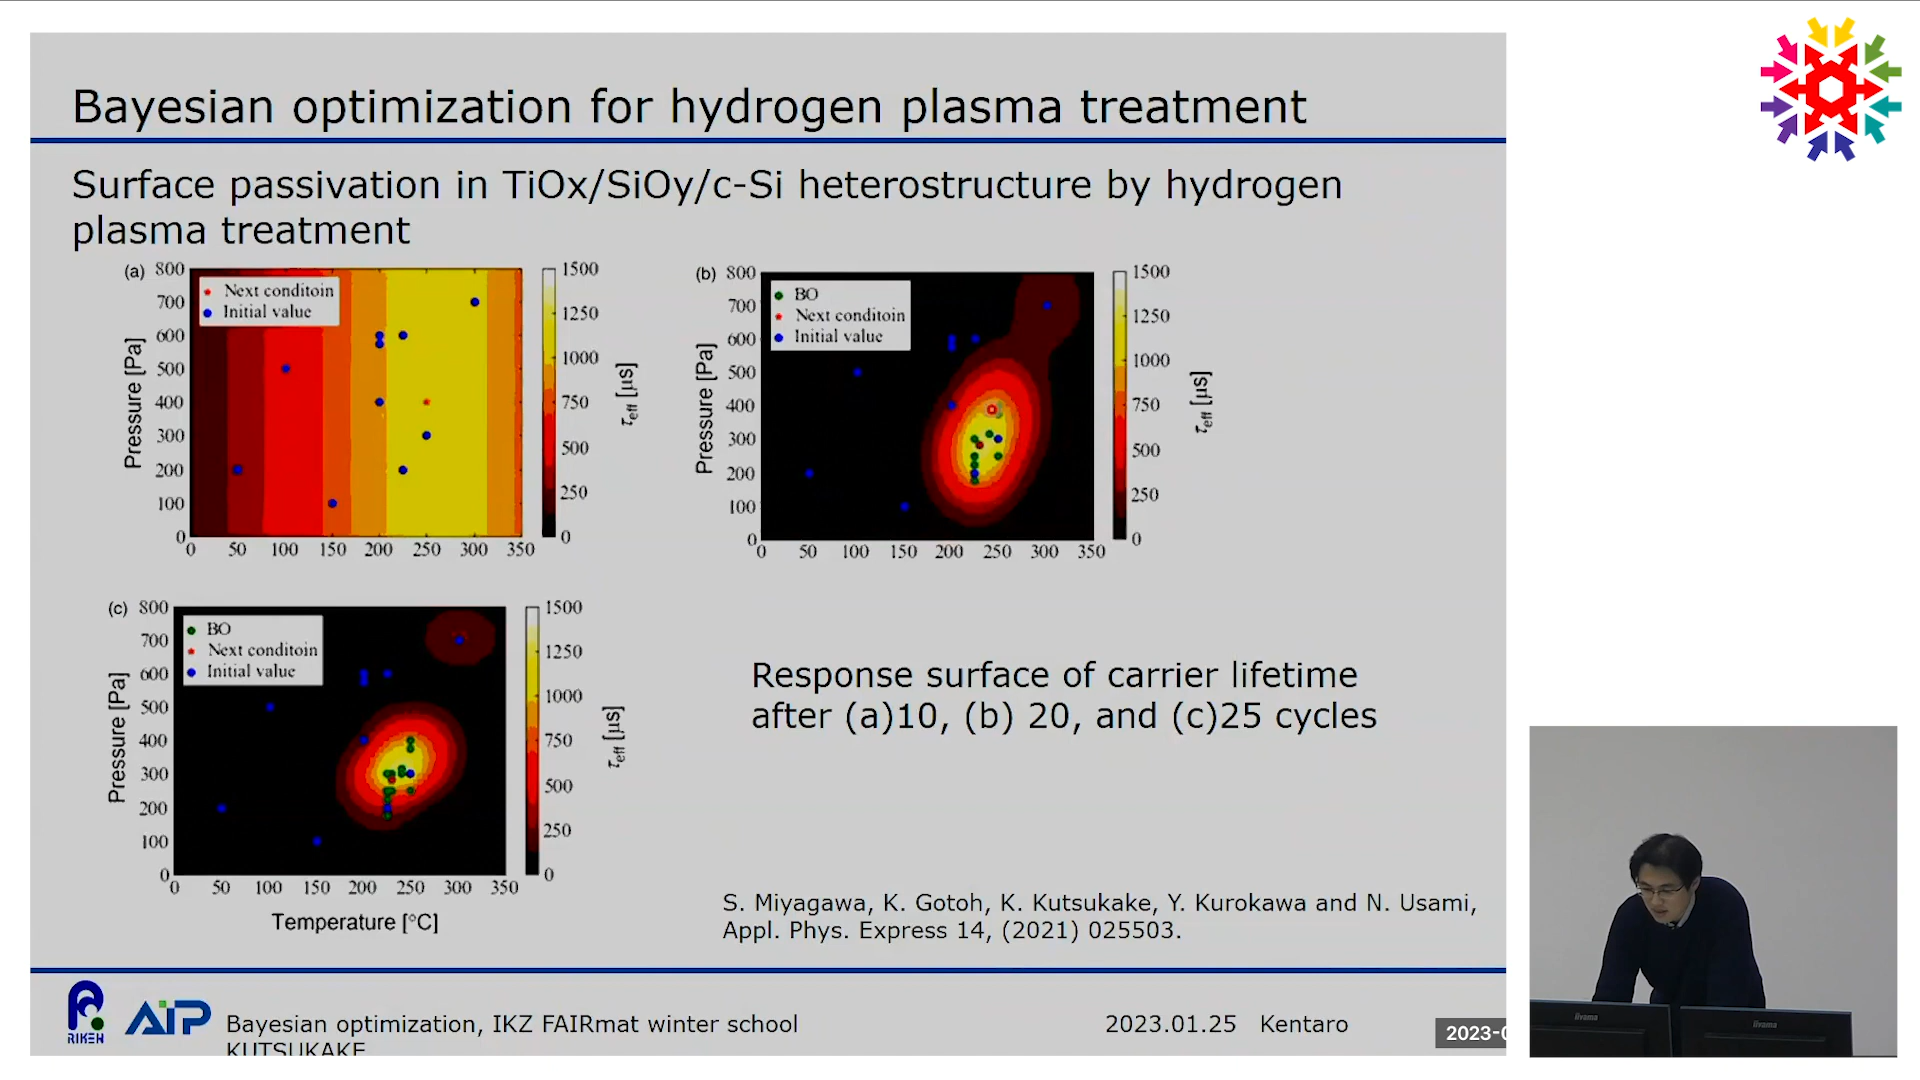 Bayesian optimization for hydrogen plasma treatment
Surface passivation in TiOx/SiOy/c-Si heterostructure by hydrogen
plasma treatment
(a)
800
700
600
500
400
300
200
100
0
Pressure [Pa]
Next conditoin
Initial value
0 50 100 150 200 250 300 350
1500
1250
1000
750
500
250
0
τeff [μs]
(b)
800
700
600
500
400
300
200
100
0
Pressure [Pa]
BO
Next conditoin
Initial value
0 50 100 150 200 250 300 350
1500
1250
1000
750
500
250
0
τeff [μs]
(c)
800
700
600
500
400
300
200
100
0
Pressure [Pa]
BO
Next conditoin
Initial value
0 50 100 150 200 250 300 350
Temperature [°C]
1500
1250
1000
750
500
250
0
τeff [μs]
Response surface of carrier lifetime
after (a)10, (b) 20, and (c)25 cycles
S. Miyagawa, K. Gotoh, K. Kutsukake, Y. Kurokawa and N. Usami,
Appl. Phys. Express 14, (2021) 025503.
RIKEN
AIP
Bayesian optimization, IKZ FAIRmat winter school
2023.01.25 Kentaro
KUTSUKAKE
2023-0
iiyama
iiyama